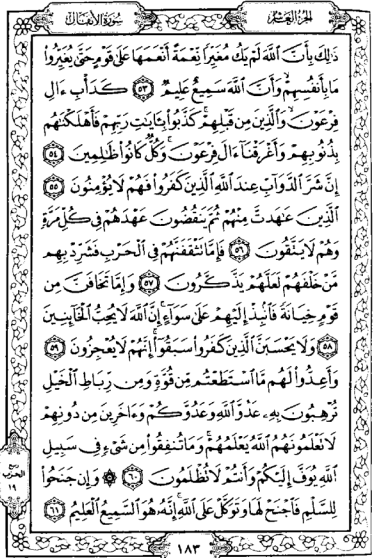 الجزء العاشر
سورة الأنفال
ذَٰلِكَ بِأَنَّ ٱللَّهَ لَمْ يَكُ مُغَيِّرًا نِّعْمَةً أَنْعَمَهَا عَلَىٰ قَوْمٍ حَتَّىٰ يُغَيِّرُوا۟
مَا بِأَنفُسِهِمْ وَأَنَّ ٱللَّهَ سَمِيعٌ عَلِيمٌ ٥٣ كَدَأْبِ ءَالِ
فِرْعَوْنَ وَٱلَّذِينَ مِن قَبْلِهِمْ كَذَّبُوا۟ بِـَٔايَـٰتِ رَبِّهِمْ فَأَهْلَكْنَـٰهُم
بِذُنُوبِهِمْ وَأَغْرَقْنَآ ءَالَ فِرْعَوْنَ وَكُلٌّ كَانُوا۟ ظَـٰلِمِينَ ٥٤
إِنَّ شَرَّ ٱلدَّوَآبِّ عِندَ ٱللَّهِ ٱلَّذِينَ كَفَرُوا۟ فَهُمْ لَا يُؤْمِنُونَ ٥٥
ٱلَّذِينَ عَـٰهَدتَّ مِنْهُمْ ثُمَّ يَنقُضُونَ عَهْدَهُمْ فِى كُلِّ مَرَّةٍ
وَهُمْ لَا يَتَّقُونَ ٥٦ فَإِمَّا تَثْقَفَنَّهُمْ فِى ٱلْحَرْبِ فَشَرِّدْ بِهِم
مَّنْ خَلْفَهُمْ لَعَلَّهُمْ يَذَّكَّرُونَ ٥٧ وَإِمَّا تَخَافَنَّ مِن
قَوْمٍ خِيَانَةً فَٱنۢبِذْ إِلَيْهِمْ عَلَىٰ سَوَآءٍ إِنَّ ٱللَّهَ لَا يُحِبُّ ٱلْخَآئِنِينَ
٥٨ وَلَا يَحْسَبَنَّ ٱلَّذِينَ كَفَرُوا۟ سَبَقُوٓا۟ إِنَّهُمْ لَا يُعْجِزُونَ ٥٩
وَأَعِدُّوا۟ لَهُم مَّا ٱسْتَطَعْتُم مِّن قُوَّةٍ وَمِن رِّبَاطِ ٱلْخَيْلِ
تُرْهِبُونَ بِهِۦ عَدُوَّ ٱللَّهِ وَعَدُوَّكُمْ وَءَاخَرِينَ مِن دُونِهِمْ
لَا تَعْلَمُونَهُمُ ٱللَّهُ يَعْلَمُهُمْ وَمَا تُنفِقُوا۟ مِن شَىْءٍ فِى سَبِيلِ
ٱللَّهِ يُوَفَّ إِلَيْكُمْ وَأَنتُمْ لَا تُظْلَمُونَ ٦٠ ۞ وَإِن جَنَحُوا۟
لِلسَّلْمِ فَٱجْنَحْ لَهَا وَتَوَكَّلْ عَلَى ٱللَّهِ إِنَّهُۥ هُوَ ٱلسَّمِيعُ ٱلْعَلِيمُ ٦١
ربع
الحزب
١٩
١٨٣